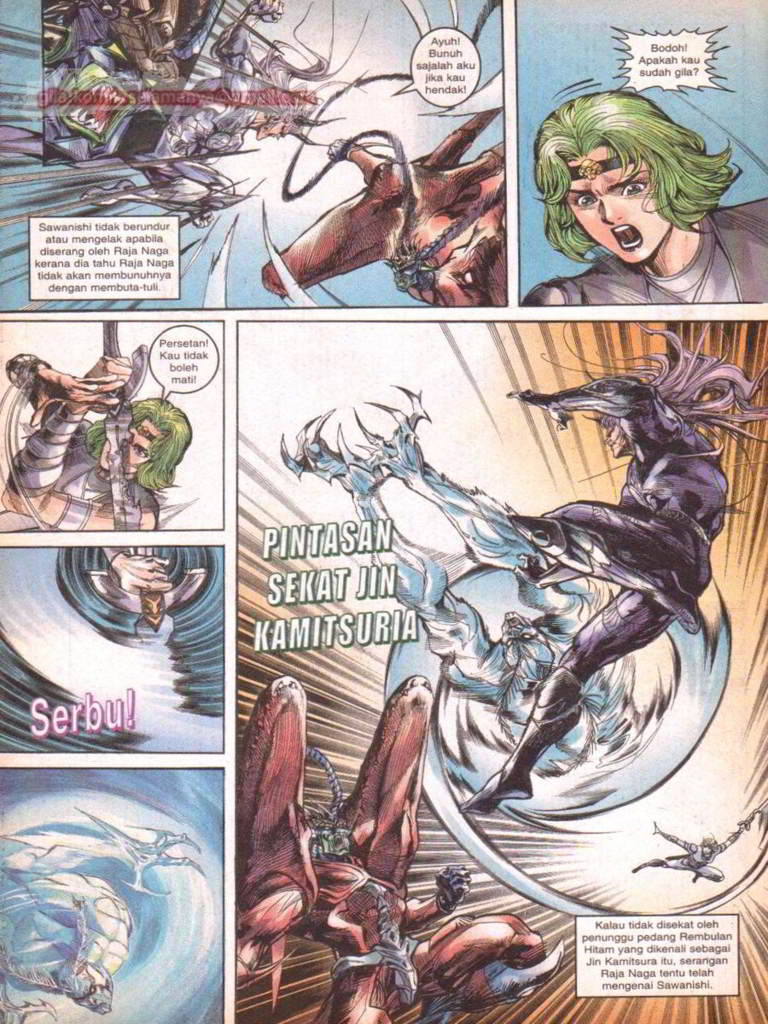 Ayuh!
Bunuh
sajalah aku
jika kau
hendak!
Bodoh!
Apakah kau
sudah gila?
Sawanishi tidak berundur
atau mengelak apabila
diserang oleh Raja Naga
kerana dia tahu Raja Naga
tidak akan membunuhnya
dengan membuta-tuli.
Persetan!
Kau tidak
boleh
mati!
PINTASAN
SEKAT JIN
KAMITSURIA
Serbu!
Kalau tidak disekat oleh
penunggu pedang Rembulan
Hitam yang dikenali sebagai
Jin Kamitsura itu, serangan
Raja Naga tentu telah
mengenai Sawanishi.